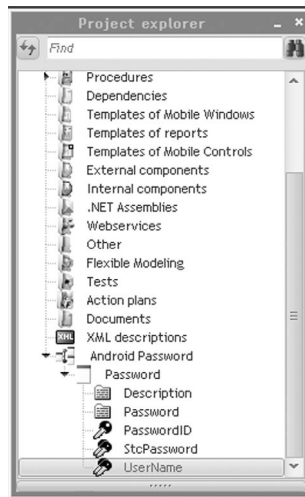 Project explorer
Find
Procedures
Dependencies
Templates of Mobile Windows
Templates of reports
Templates of Mobile Controls
External components
Internal components
.NET Assemblies
Webservices
Other
Flexible Modeling
Tests
Action plans
Documents
XML descriptions
Android Password
Password
Description
Password
PasswordID
StcPassword
UserName